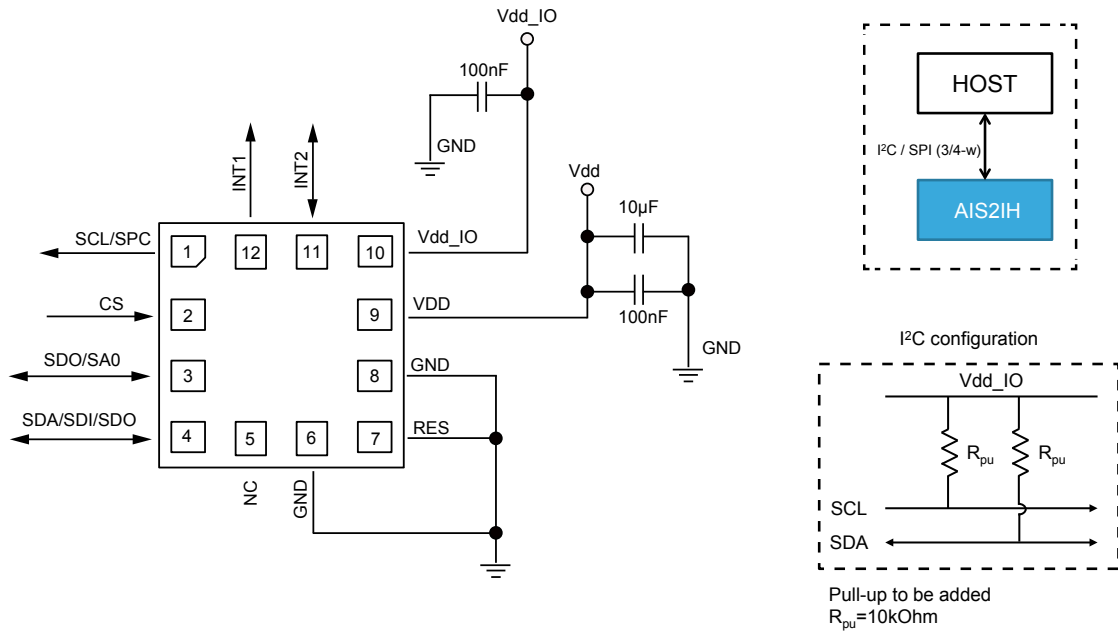 Vdd_IO
100nF
GND
INT1
INT2
Vdd
10µF
100nF
GND
SCL/SPC
CS
SDO/SA0
SDA/SDI/SDO
1
12
11
10
2
9
3
8
4
5
6
7
Vdd_IO
VDD
GND
RES
NC
GND
HOST
I²C / SPI (3/4-w)
AIS2IH
I²C configuration
Vdd_IO
Rpu
Rpu
SCL
SDA
Pull-up to be added
Rpu=10kOhm